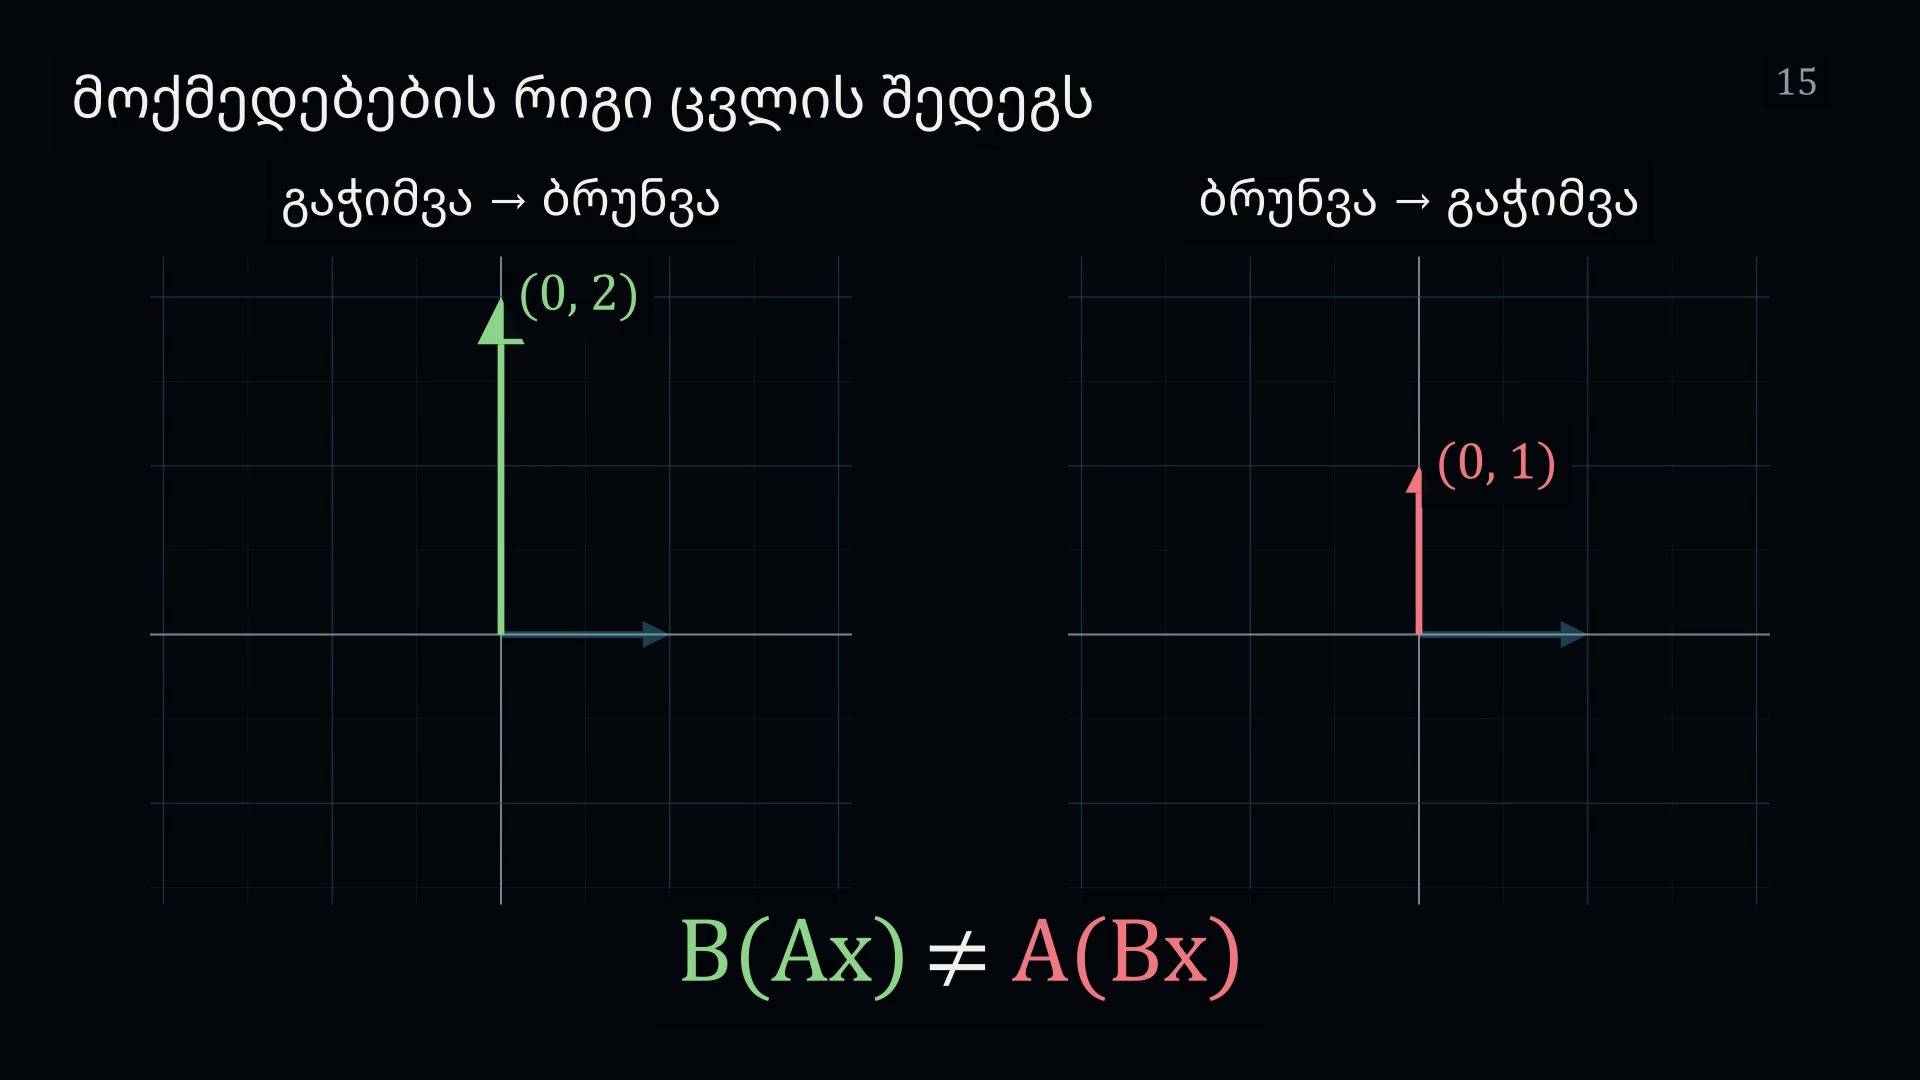 მოქმედებების რიგი ცვლის შედეგს
15
გაჭიმვა → ბრუნვა
ბრუნვა → გაჭიმვა
(0, 2)
(0, 1)
B(Ax) ≠ A(Bx)